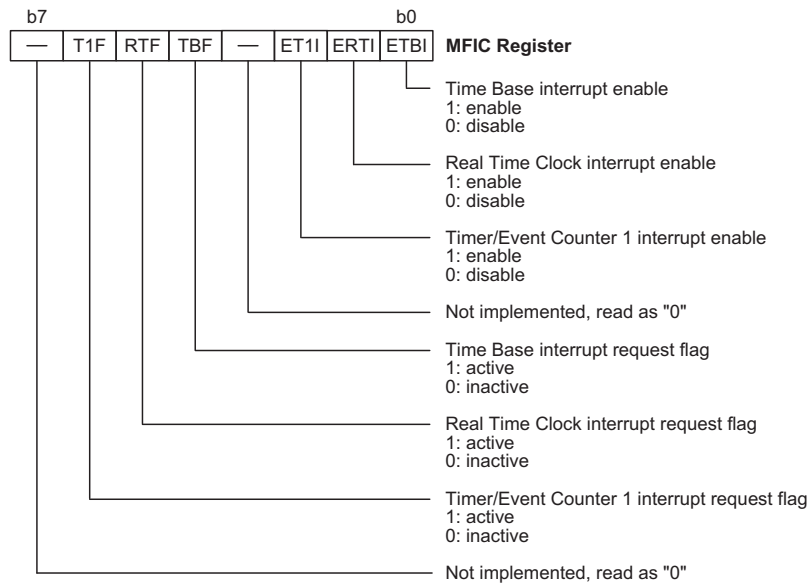 b7 b0
— T1F RTF TBF — ET1I ERTI ETBI MFIC Register
Time Base interrupt enable
1: enable
0: disable
Real Time Clock interrupt enable
1: enable
0: disable
Timer/Event Counter 1 interrupt enable
1: enable
0: disable
Not implemented, read as "0"
Time Base interrupt request flag
1: active
0: inactive
Real Time Clock interrupt request flag
1: active
0: inactive
Timer/Event Counter 1 interrupt request flag
1: active
0: inactive
Not implemented, read as "0"